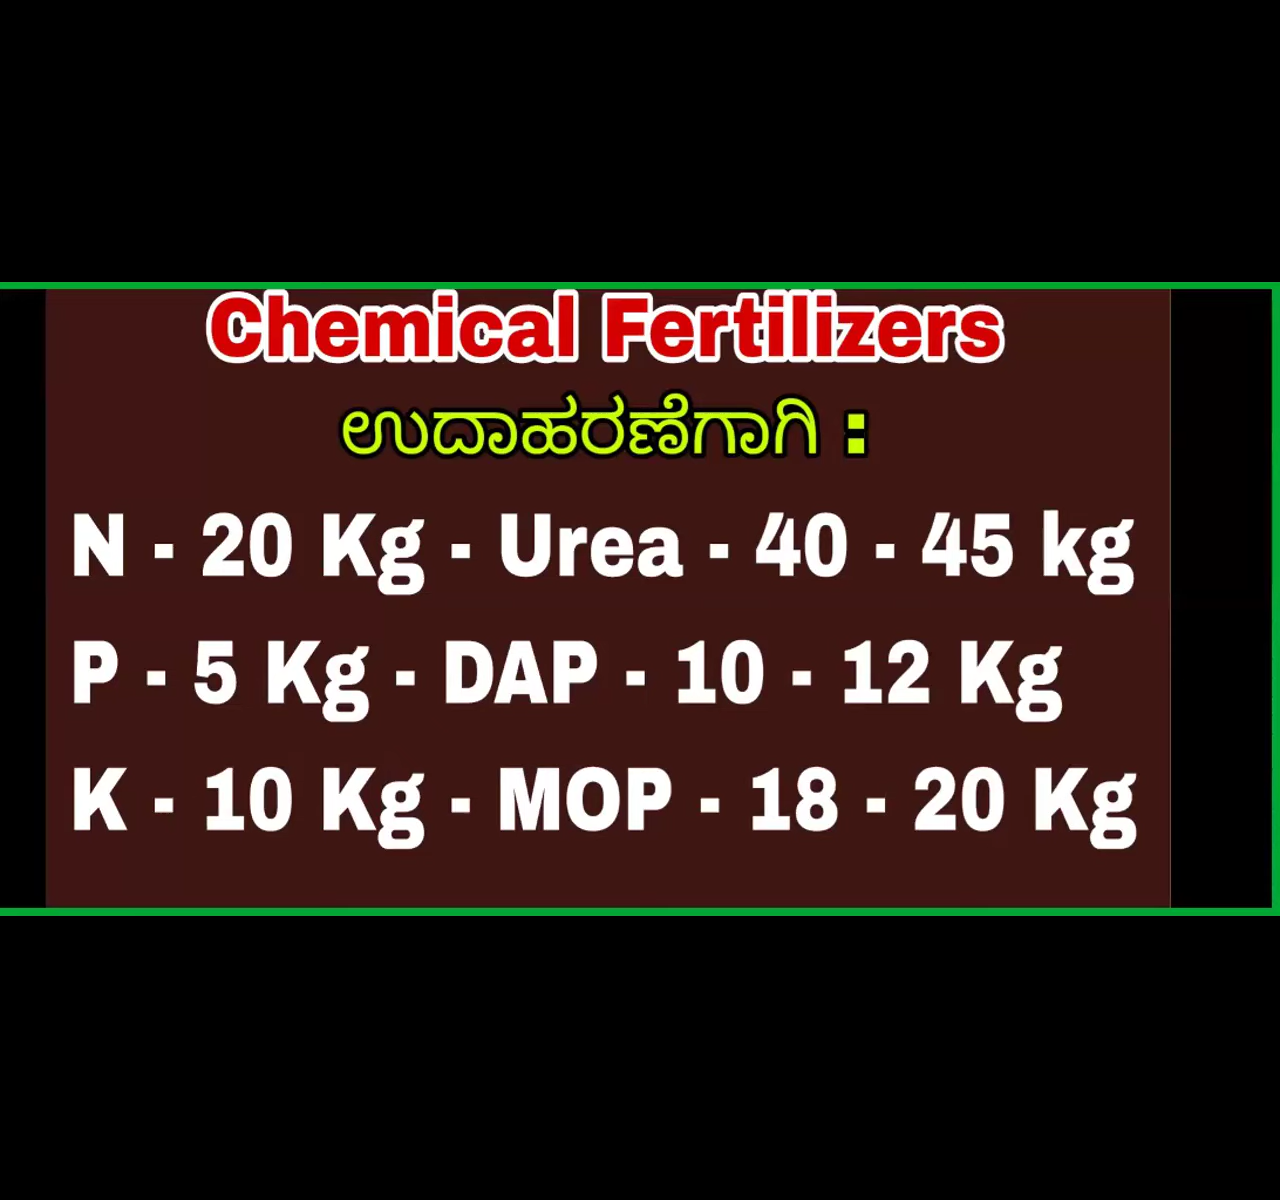 Chemical Fertilizers
ಉದಾಹರಣೆಗಾಗಿ :
N - 20 Kg - Urea - 40 - 45 kg
P - 5 Kg - DAP - 10 - 12 Kg
K - 10 Kg - MOP - 18 - 20 Kg